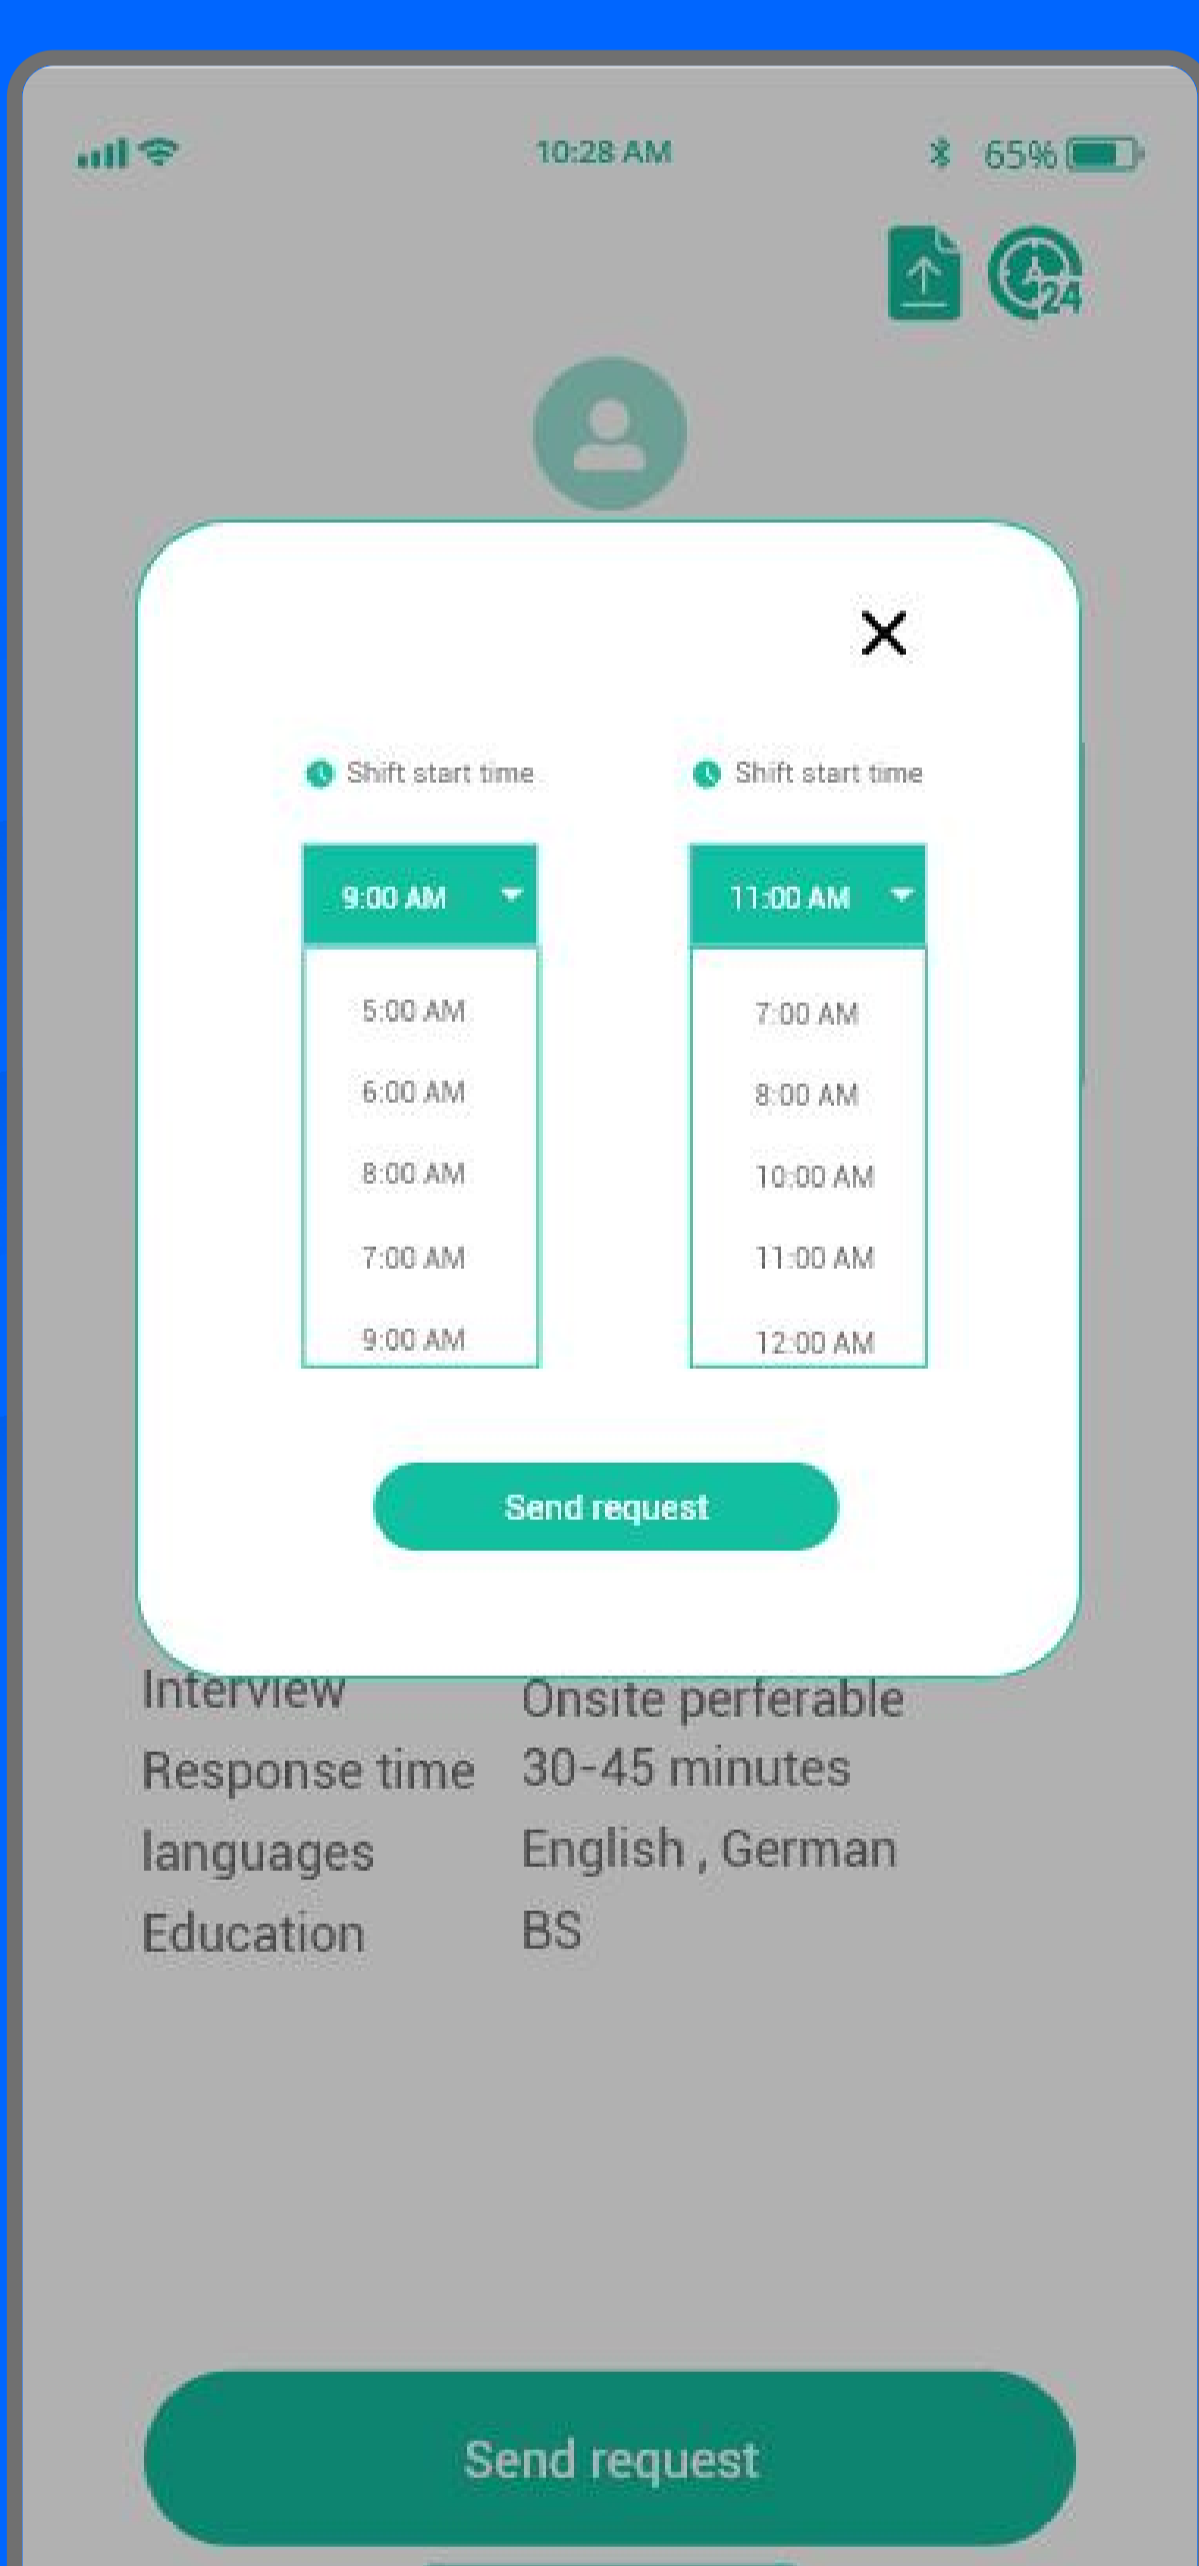 10:28 AM
65%
24
Shift start time
Shift start time
9:00 AM
11:00 AM
5:00 AM
7:00 AM
6:00 AM
8:00 AM
8:00 AM
10:00 AM
7:00 AM
11:00 AM
9:00 AM
12:00 AM
Send request
Interview
Onsite perferable
Response time
30-45 minutes
languages
English , German
Education
BS
Send request